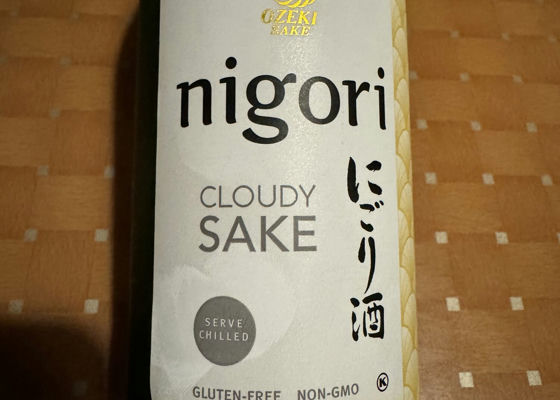 OZEKI
SAKE
nigori
CLOUDY
SAKE
にごり酒
SERVE
CHILLED
GLUTEN-FREE NON-GMO
K